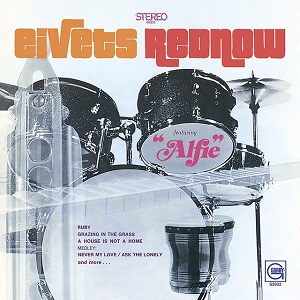 STEREO
EIVETS REDNOW
featuring
"Alfie"
RUBY
GRAZING IN THE GRASS
A HOUSE IS NOT A HOME
MEDLEY:
NEVER MY LOVE / ASK THE LONELY
and more . . .
GORDY